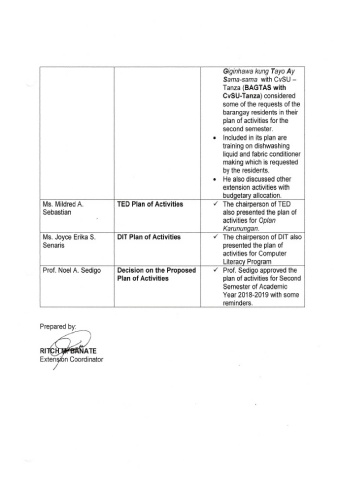 Giginhawa kung Tayo Ay
Sama-sama with CvSU –
Tanza (BAGTAS with
CvSU-Tanza) considered
some of the requests of the
barangay residents in their
plan of activities for the
second semester.
• Included in its plan are
training on dishwashing
liquid and fabric conditioner
making which is requested
by the residents.
• He also discussed other
extension activities with
budgetary allocation.
Ms. Mildred A.
Sebastian
TED Plan of Activities
✓ The chairperson of TED
also presented the plan of
activities for Oplan
Karunungan.
Ms. Joyce Erika S.
Senaris
DIT Plan of Activities
✓ The chairperson of DIT also
presented the plan of
activities for Computer
Literacy Program
Prof. Noel A. Sedigo
Decision on the Proposed
Plan of Activities
✓ Prof. Sedigo approved the
plan of activities for Second
Semester of Academic
Year 2018-2019 with some
reminders.
Prepared by:
RITCH M. BANATE
Extension Coordinator